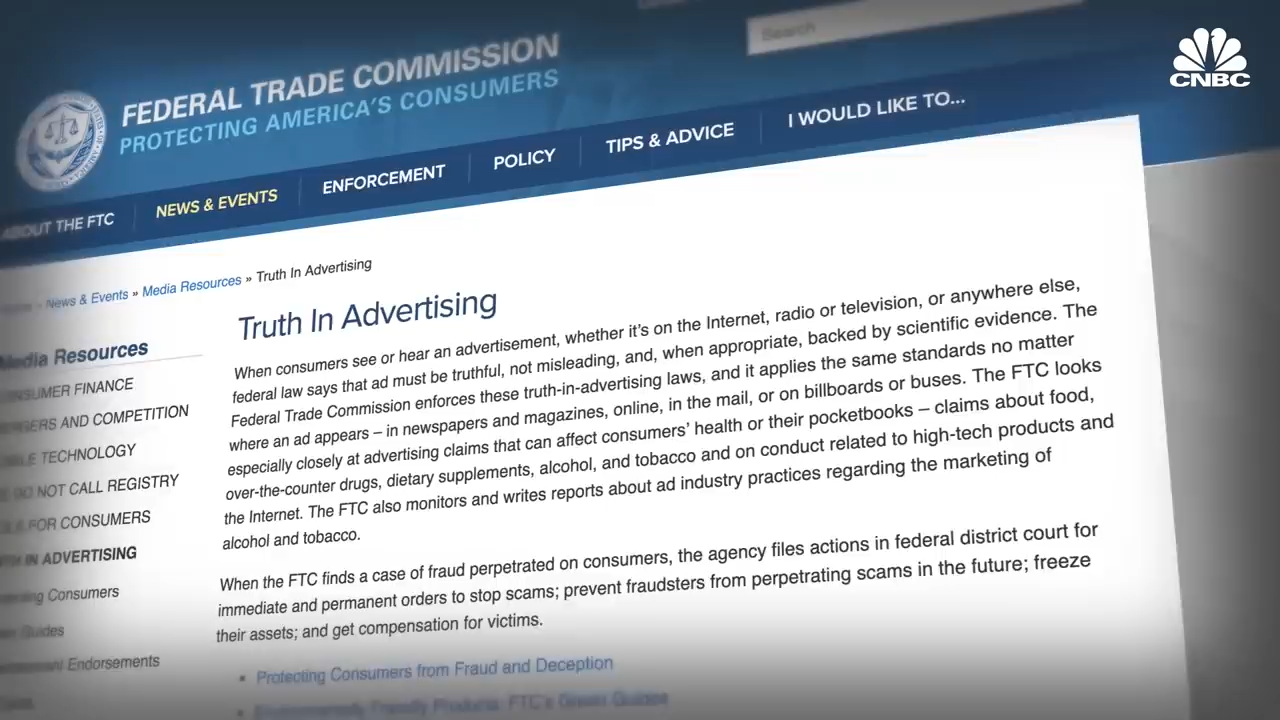 CNBC
Search
FEDERAL TRADE COMMISSION
PROTECTING AMERICA'S CONSUMERS
ABOUT THE FTC
NEWS & EVENTS
ENFORCEMENT
POLICY
TIPS & ADVICE
I WOULD LIKE TO...
» News & Events » Media Resources » Truth In Advertising
Media Resources
MERGERS AND COMPETITION
DO NOT CALL REGISTRY
FOR CONSUMERS
IN ADVERTISING
Consumers
Guides
Endorsements
Truth In Advertising
When consumers see or hear an advertisement, whether it's on the Internet, radio or television, or anywhere else,
federal law says that ad must be truthful, not misleading, and, when appropriate, backed by scientific evidence. The
Federal Trade Commission enforces these truth-in-advertising laws, and it applies the same standards no matter
where an ad appears – in newspapers and magazines, online, in the mail, or on billboards or buses. The FTC looks
especially closely at advertising claims that can affect consumers' health or their pocketbooks – claims about food,
over-the-counter drugs, dietary supplements, alcohol, and tobacco and on conduct related to high-tech products and
the Internet. The FTC also monitors and writes reports about ad industry practices regarding the marketing of
alcohol and tobacco.
When the FTC finds a case of fraud perpetrated on consumers, the agency files actions in federal district court for
immediate and permanent orders to stop scams; prevent fraudsters from perpetrating scams in the future; freeze
their assets; and get compensation for victims.
• Protecting Consumers from Fraud and Deception
• Environmentally Friendly Products: FTC's Green Guides